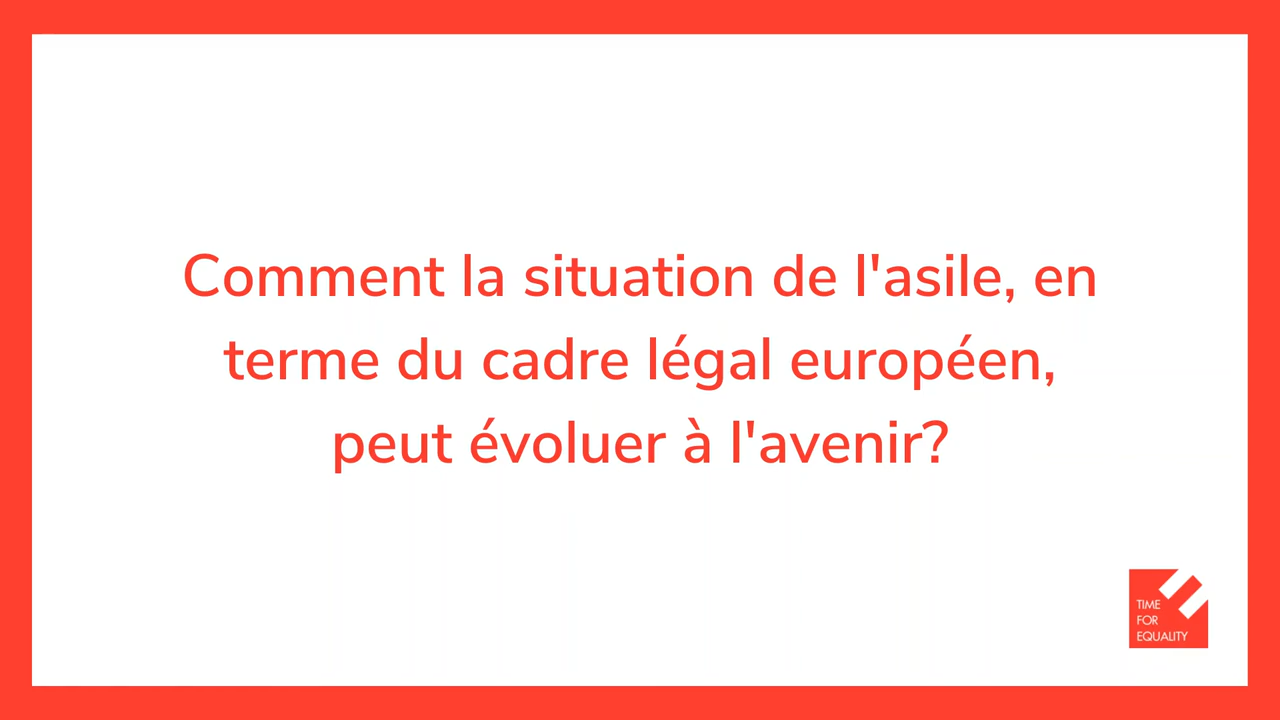 Comment la situation de l'asile, en
terme du cadre légal européen,
peut évoluer à l'avenir?
TIME
FOR
EQUALITY